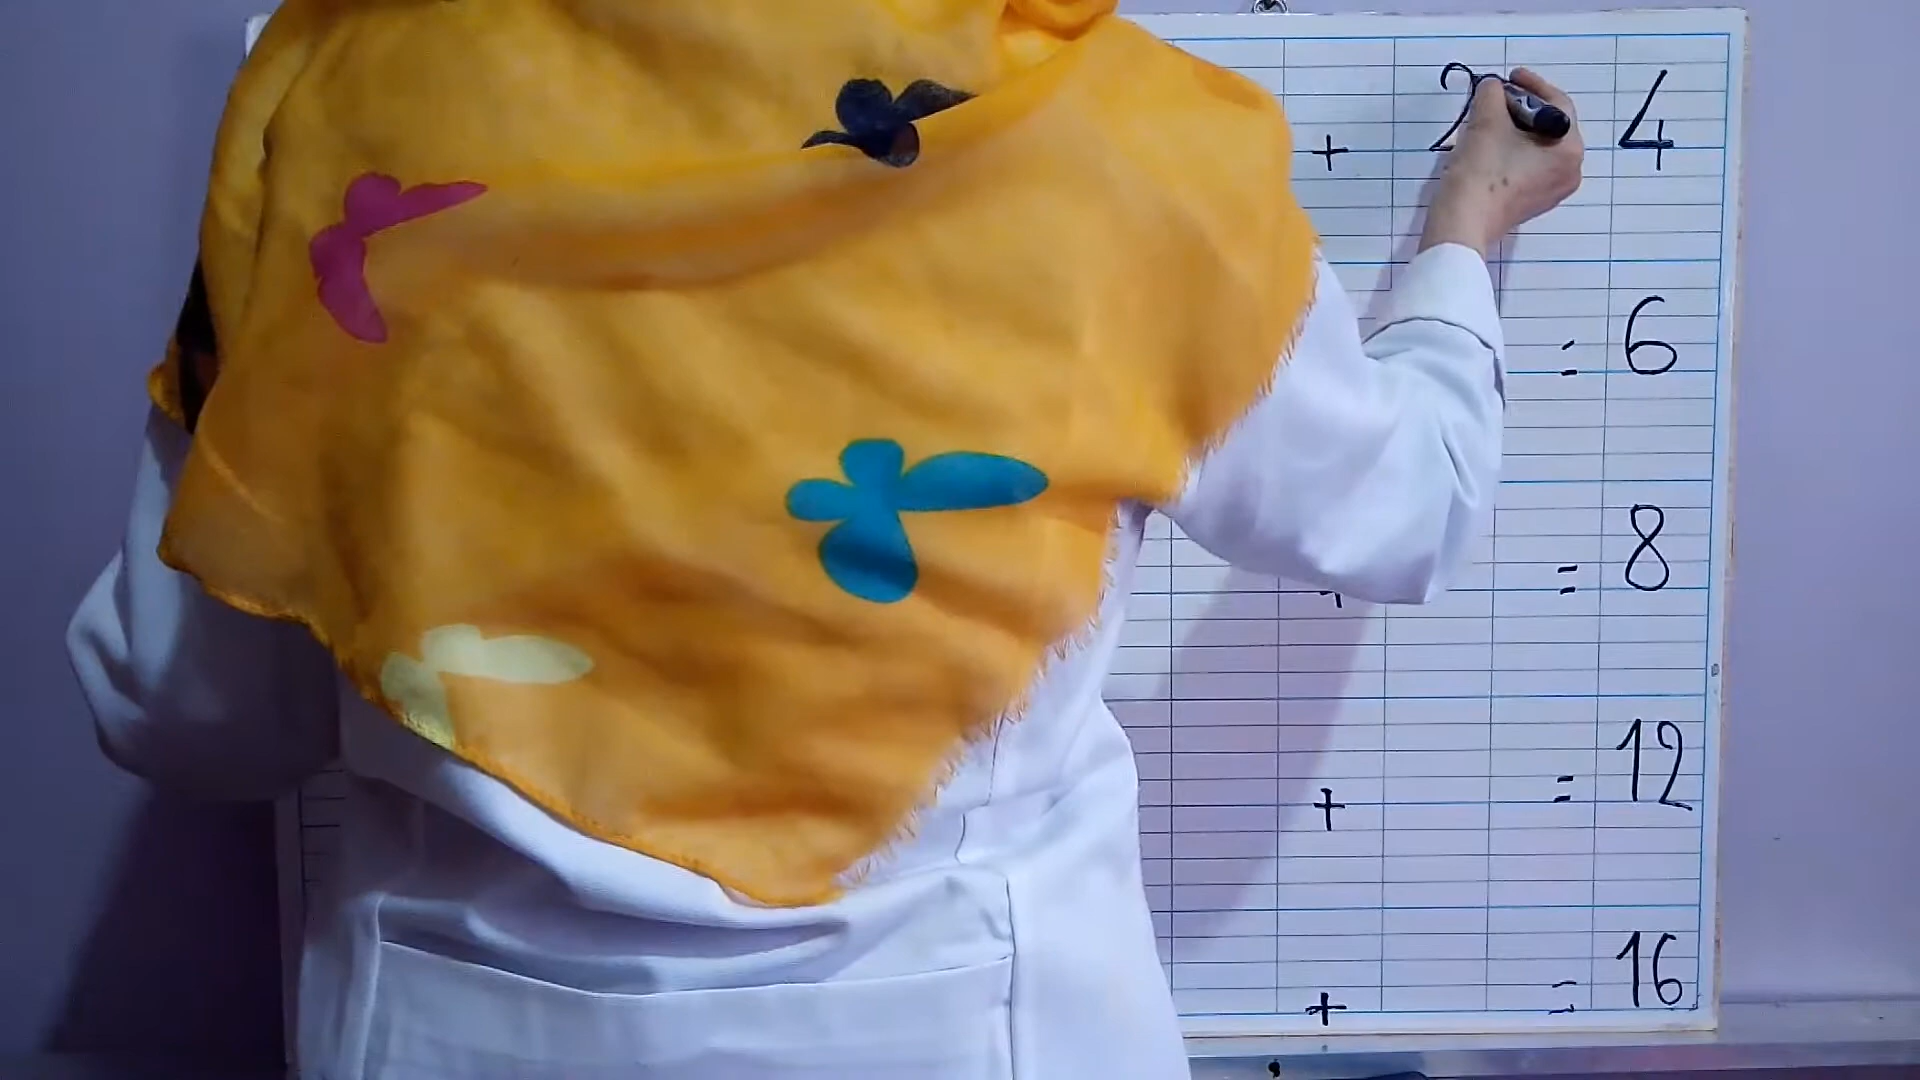 + 2 4
= 6
+ = 8
+ = 12
+ = 16